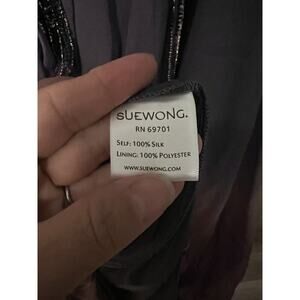 SUEWONG.
RN 69701
SELF: 100% SILK
LINING: 100% POLYESTER
WWW.SUEWONG.COM